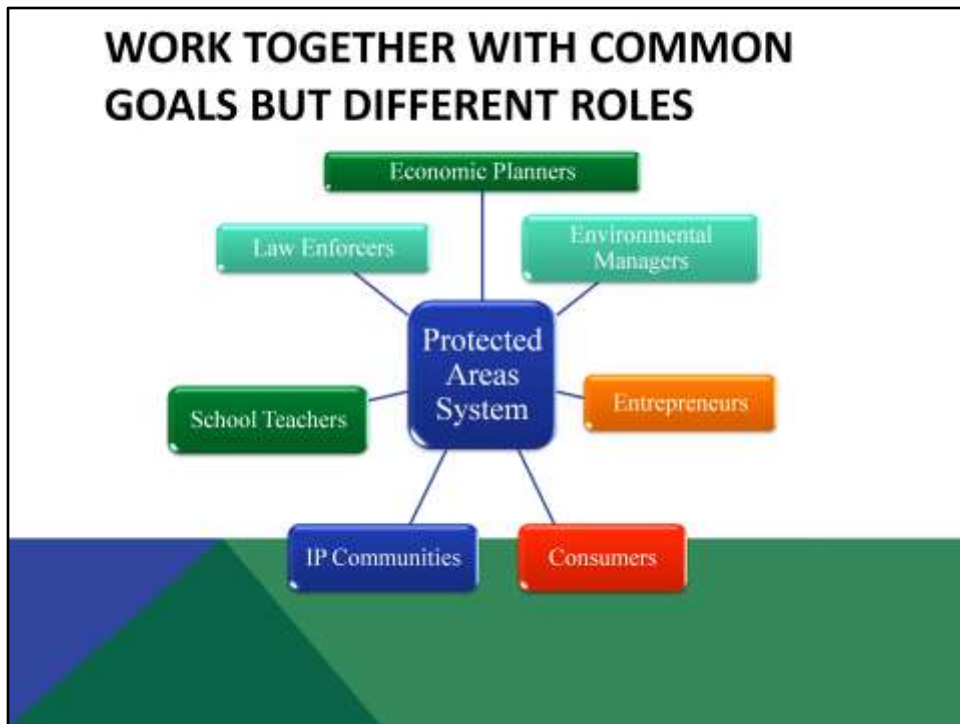 WORK TOGETHER WITH COMMON
GOALS BUT DIFFERENT ROLES
Economic Planners
Law Enforcers
Environmental
Managers
Protected
Areas
System
School Teachers
Entrepreneurs
IP Communities
Consumers